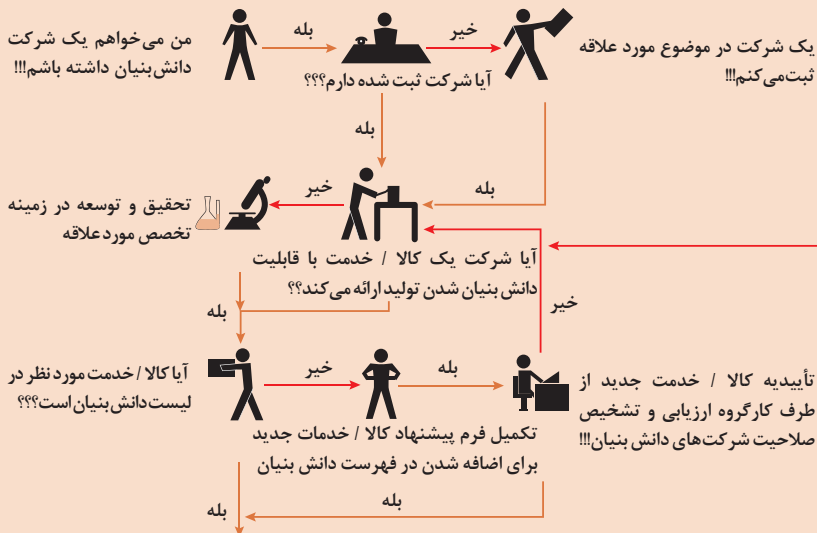 من می‌خواهم یک شرکت
دانش‌بنیان داشته باشم!!!
بله
آیا شرکت ثبت شده دارم؟؟؟
خیر
یک شرکت در موضوع مورد علاقه
ثبت‌می‌کنم!!!
بله
بله
تحقیق و توسعه در زمینه
تخصص موردعلاقه
خیر
آیا شرکت یک کالا / خدمت با قابلیت
دانش بنیان شدن تولید ارائه می‌کند؟؟
بله
خیر
آیا کالا / خدمت مورد نظر در
لیست‌دانش‌بنیان‌است؟؟؟
خیر
تکمیل فرم پیشنهاد کالا / خدمات جدید
برای اضافه شدن در فهرست دانش بنیان
بله
تأییدیه کالا / خدمت جدید از
طرف کارگروه ارزیابی و تشخیص
صلاحیت شرکت‌های دانش بنیان!!!
بله
بله